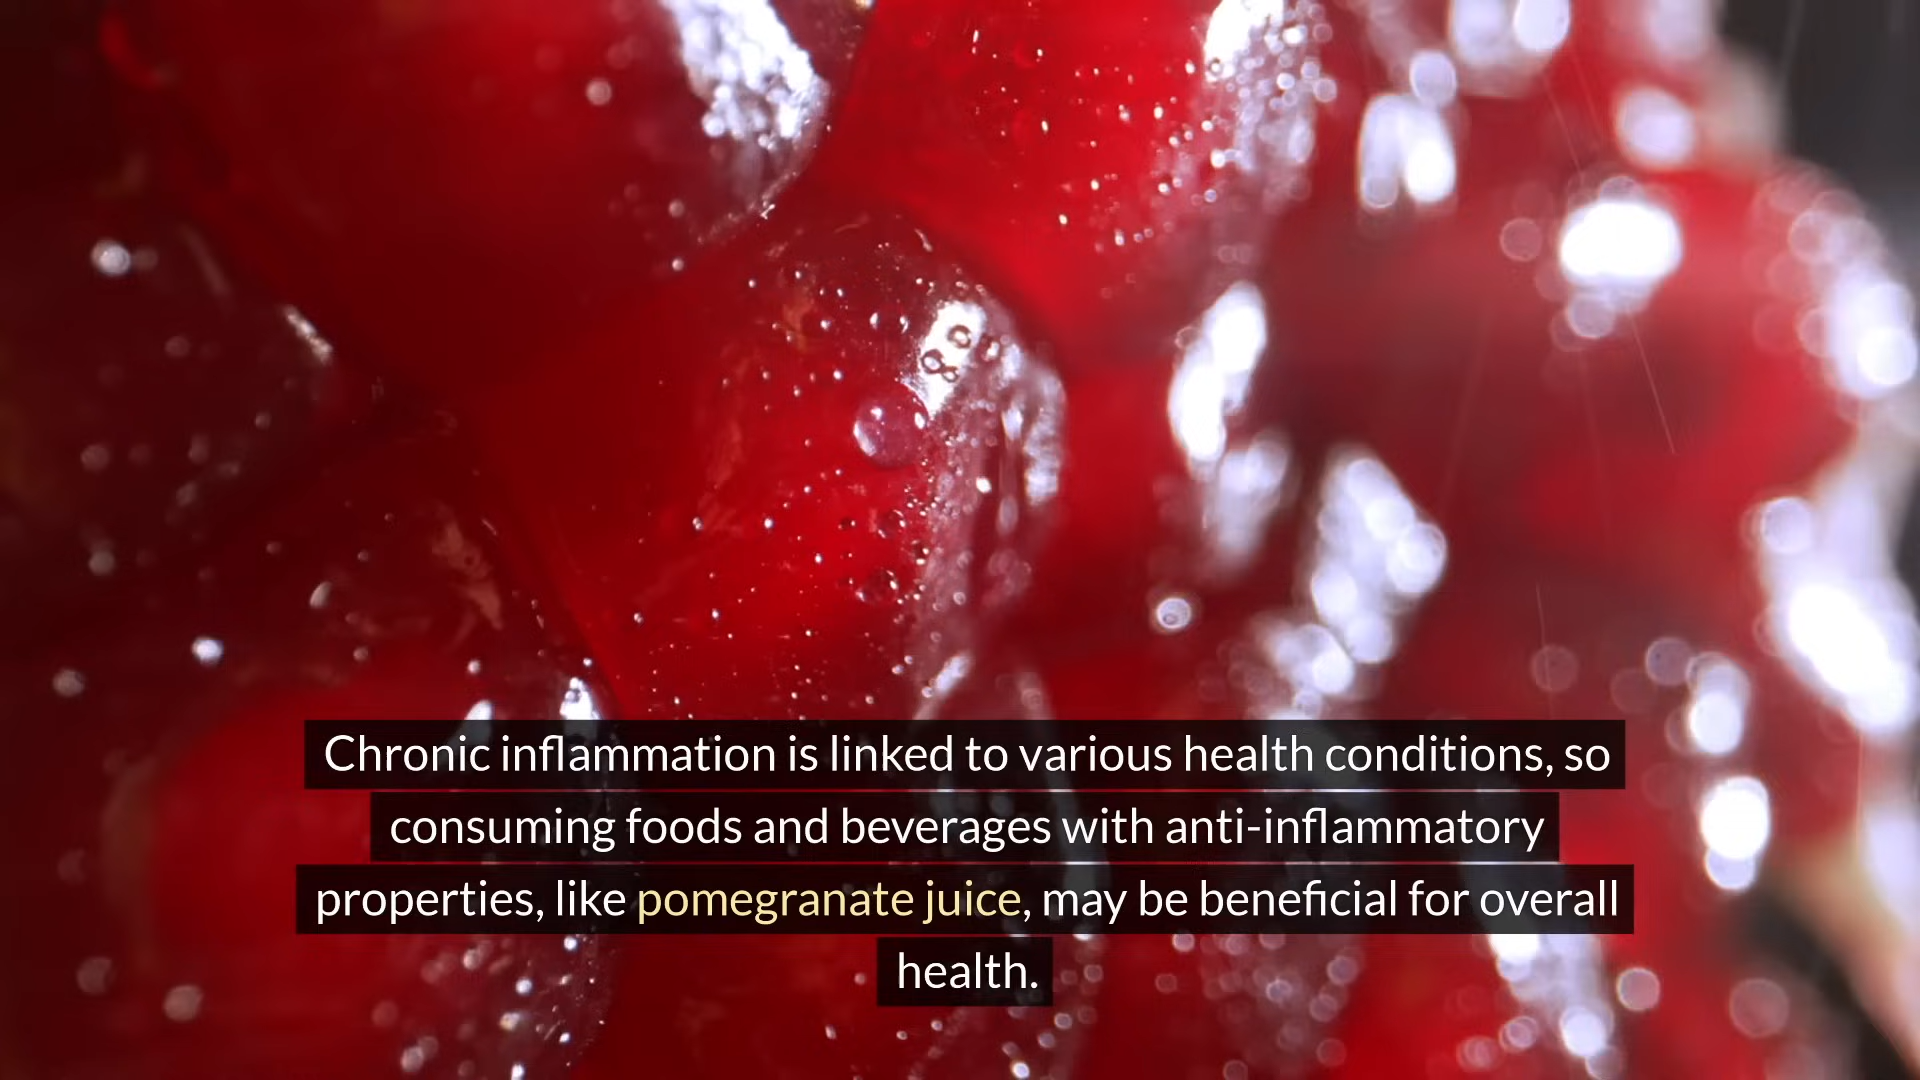 Chronic inflammation is linked to various health conditions, so
consuming foods and beverages with anti-inflammatory
properties, like pomegranate juice, may be beneficial for overall
health.